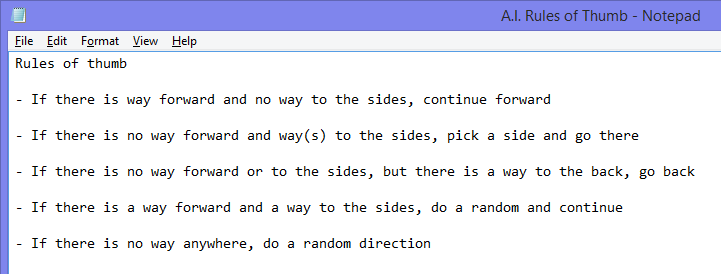 A.I. Rules of Thumb - Notepad
File Edit Format View Help
Rules of thumb
- If there is way forward and no way to the sides, continue forward
- If there is no way forward and way(s) to the sides, pick a side and go there
- If there is no way forward or to the sides, but there is a way to the back, go back
- If there is a way forward and a way to the sides, do a random and continue
- If there is no way anywhere, do a random direction